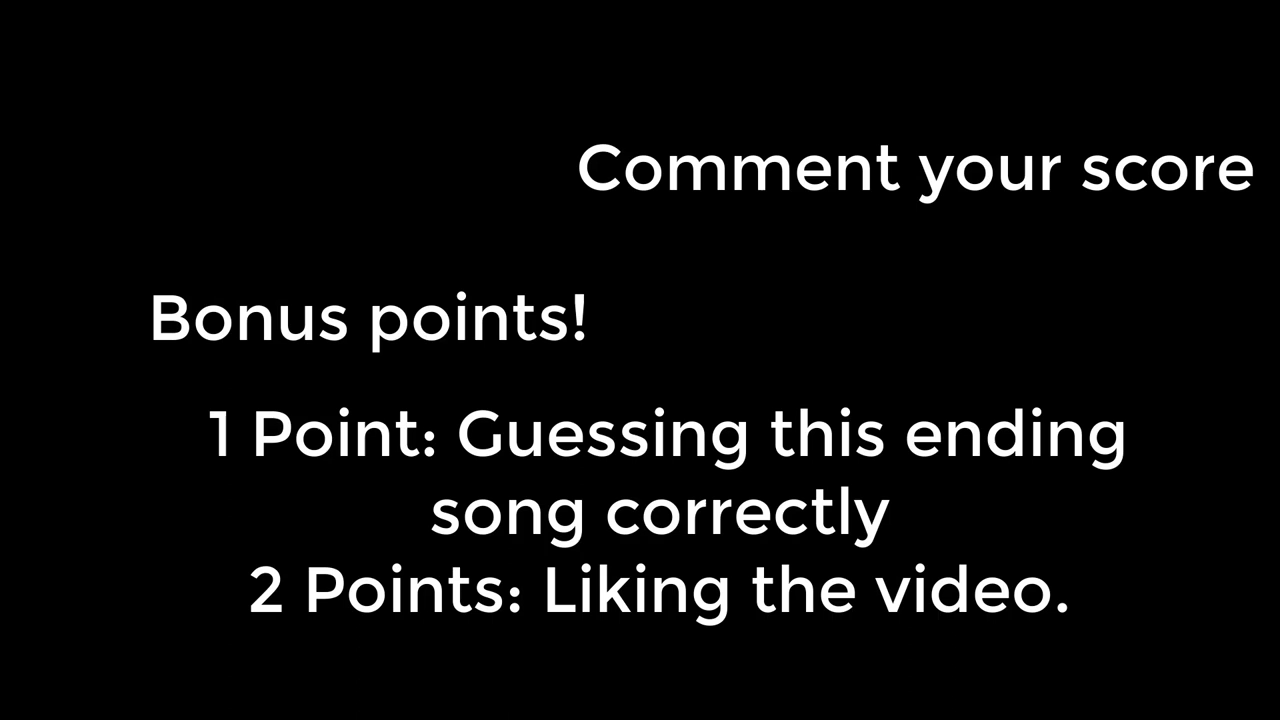 Comment your score
Bonus points!
1 Point: Guessing this ending
song correctly
2 Points: Liking the video.